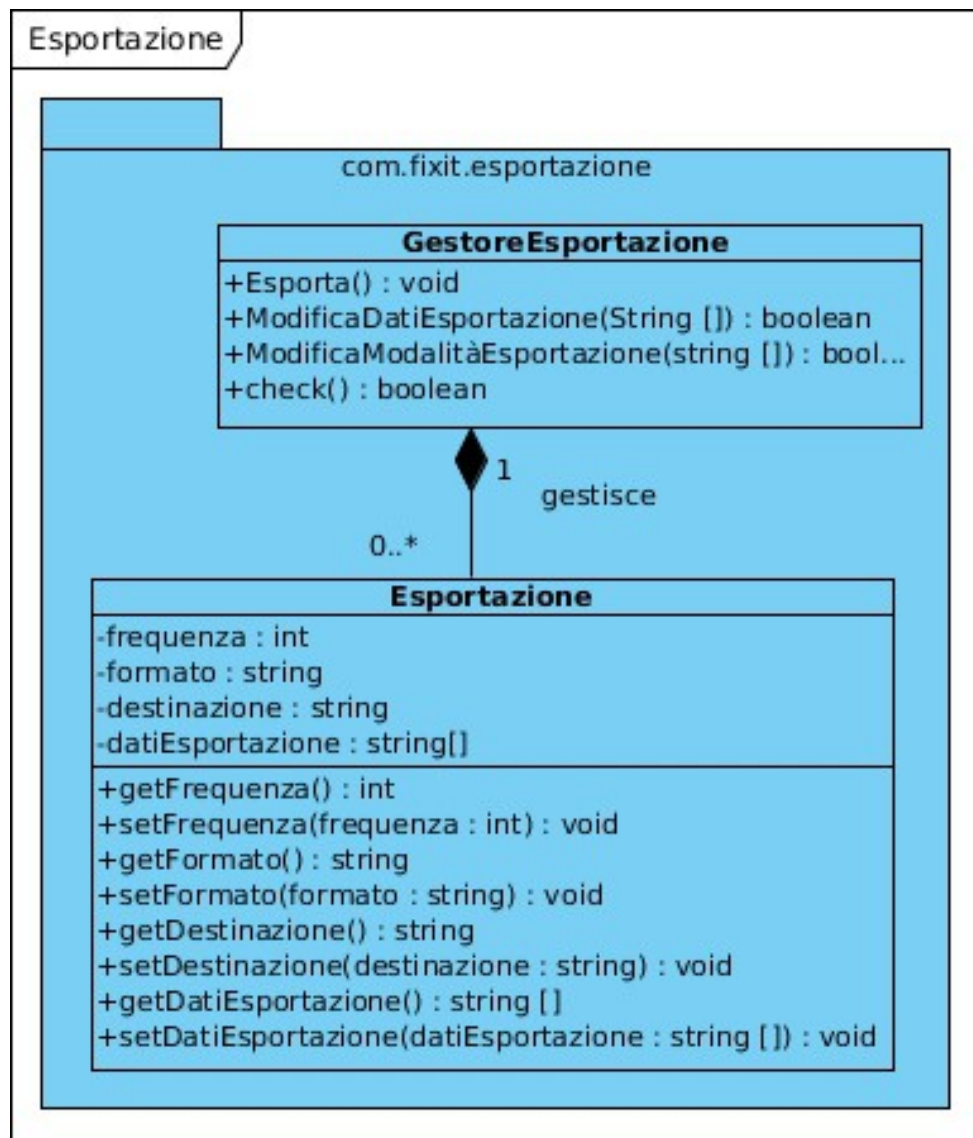 Esportazione
com.fixit.esportazione
GestoreEsportazione
+Esporta() : void
+ModificaDatiEsportazione(String []) : boolean
+ModificaModalitàEsportazione(string []) : bool...
+check() : boolean
1
gestisce
0..*
Esportazione
-frequenza : int
-formato : string
-destinazione : string
-datiEsportazione : string[]
+getFrequenza() : int
+setFrequenza(frequenza : int) : void
+getFormato() : string
+setFormato(formato : string) : void
+getDestinazione() : string
+setDestinazione(destinazione : string) : void
+getDatiEsportazione() : string []
+setDatiEsportazione(datiEsportazione : string []) : void